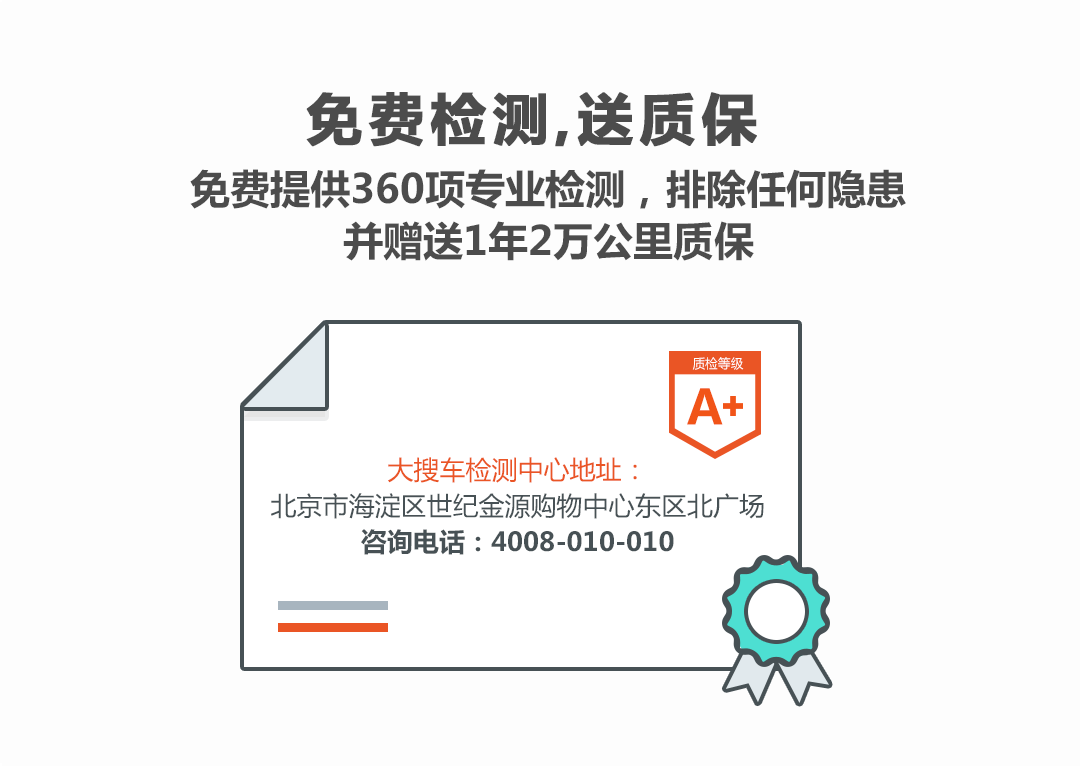 免费检测,送质保
免费提供360项专业检测，排除任何隐患
并赠送1年2万公里质保
质检等级
A+
大搜车检测中心地址：
北京市海淀区世纪金源购物中心东区北广场
咨询电话：4008-010-010